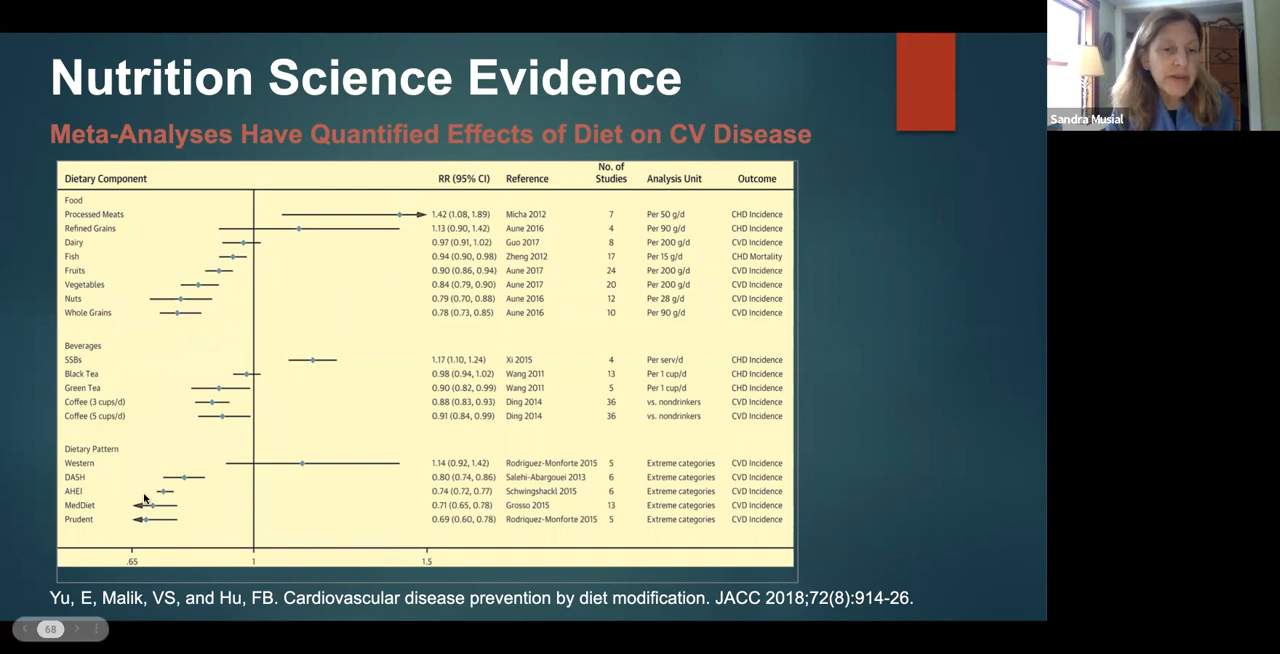 Nutrition Science Evidence
Meta-Analyses Have Quantified Effects of Diet on CV Disease
Dietary Component RR (95% CI) Reference No. of Studies Analysis Unit Outcome
Food
Processed Meats 1.42 (1.08, 1.89) Micha 2012 7 Per 50 g/d CHD Incidence
Refined Grains 1.13 (0.90, 1.42) Aune 2016 4 Per 90 g/d CHD Incidence
Dairy 0.97 (0.91, 1.02) Guo 2017 8 Per 200 g/d CVD Incidence
Fish 0.94 (0.90, 0.98) Zheng 2012 17 Per 15 g/d CHD Mortality
Fruits 0.90 (0.86, 0.94) Aune 2017 24 Per 200 g/d CVD Incidence
Vegetables 0.84 (0.79, 0.90) Aune 2017 20 Per 200 g/d CVD Incidence
Nuts 0.79 (0.70, 0.88) Aune 2016 12 Per 28 g/d CVD Incidence
Whole Grains 0.78 (0.73, 0.85) Aune 2016 10 Per 90 g/d CVD Incidence
Beverages
SSBs 1.17 (1.10, 1.24) Xi 2015 4 Per serv/d CHD Incidence
Black Tea 0.98 (0.94, 1.02) Wang 2011 13 Per 1 cup/d CHD Incidence
Green Tea 0.90 (0.82, 0.99) Wang 2011 5 Per 1 cup/d CHD Incidence
Coffee (3 cups/d) 0.88 (0.83, 0.93) Ding 2014 36 vs. nondrinkers CVD Incidence
Coffee (5 cups/d) 0.91 (0.84, 0.99) Ding 2014 36 vs. nondrinkers CVD Incidence
Dietary Pattern
Western 1.14 (0.92, 1.42) Rodriguez-Monforte 2015 5 Extreme categories CVD Incidence
DASH 0.80 (0.74, 0.86) Salehi-Abargouei 2013 6 Extreme categories CVD Incidence
AHEI 0.74 (0.72, 0.77) Schwingshackl 2015 6 Extreme categories CVD Incidence
MedDiet 0.71 (0.65, 0.78) Grosso 2015 13 Extreme categories CVD Incidence
Prudent 0.69 (0.60, 0.78) Rodriquez-Monforte 2015 5 Extreme categories CVD Incidence
.65 1 1.5
Yu, E, Malik, VS, and Hu, FB. Cardiovascular disease prevention by diet modification. JACC 2018;72(8):914-26.
68
Sandra Musial